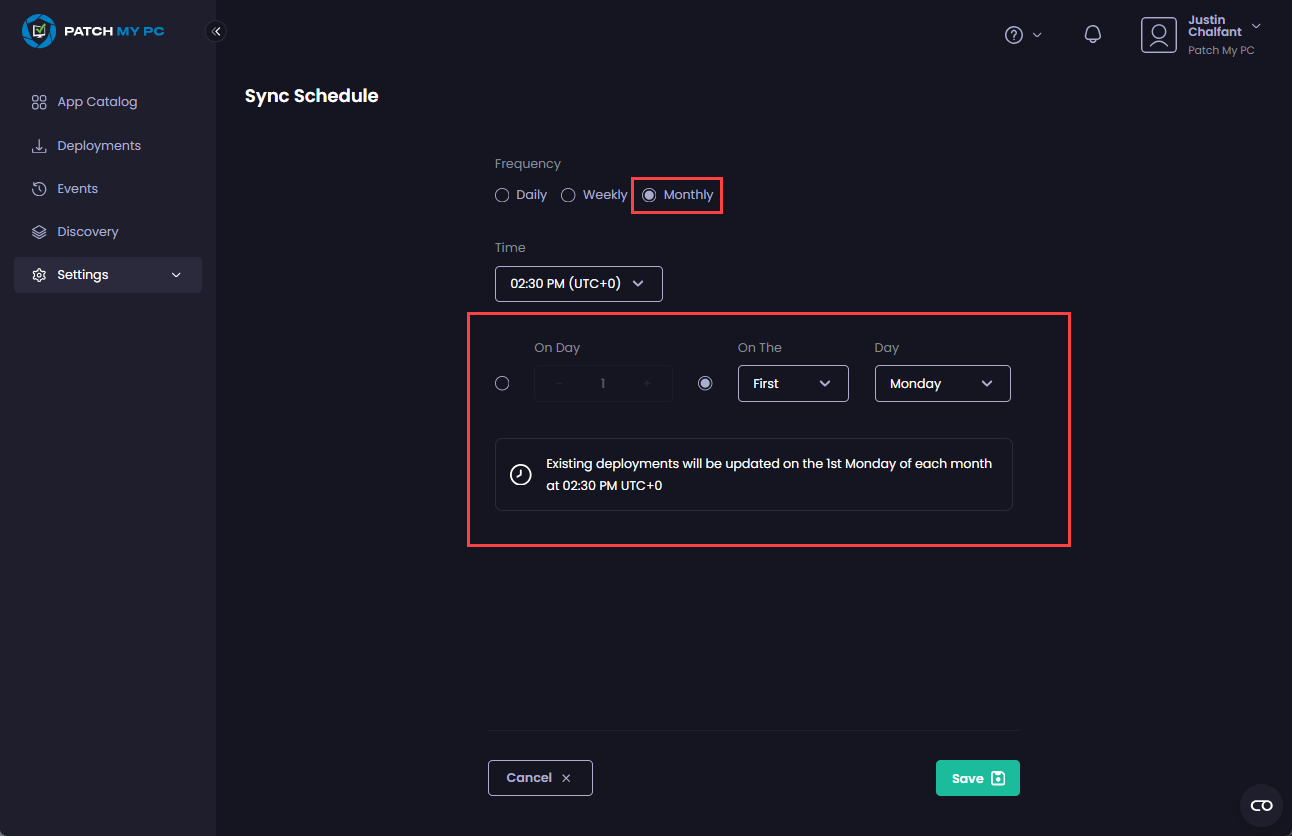 PATCH MY PC
Justin
Chalfant
Patch My PC
App Catalog
Deployments
Events
Discovery
Settings
Sync Schedule
Frequency
Daily Weekly Monthly
Time
02:30 PM (UTC+0)
On Day On The Day
- 1 + First Monday
Existing deployments will be updated on the 1st Monday of each month
at 02:30 PM UTC+0
Cancel Save